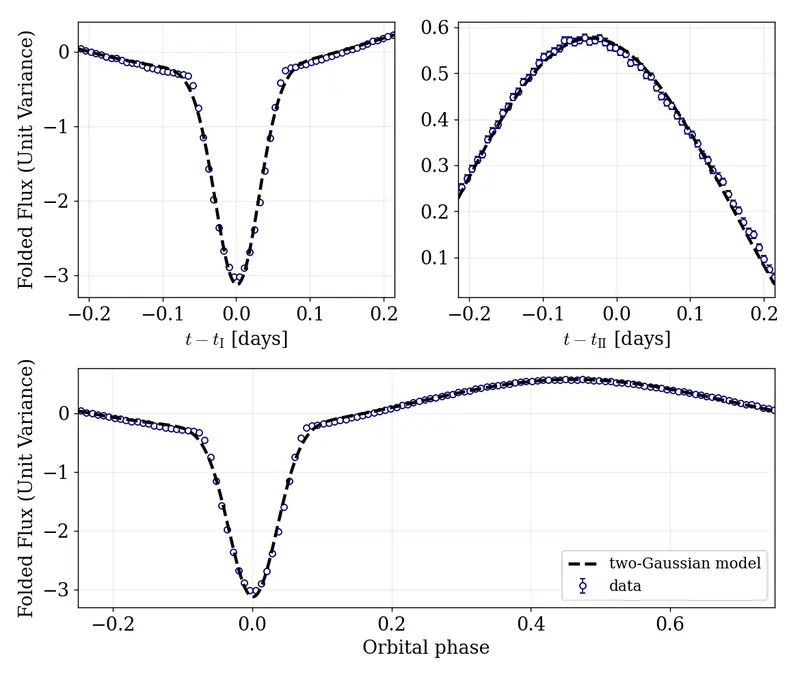 Folded Flux (Unit Variance)
0
−1
−2
−3
−0.2 −0.1 0.0 0.1 0.2
t − tI [days]
0.6
0.5
0.4
0.3
0.2
0.1
−0.2 −0.1 0.0 0.1 0.2
t − tII [days]
Folded Flux (Unit Variance)
0
−1
−2
−3
two-Gaussian model
data
−0.2 0.0 0.2 0.4 0.6
Orbital phase